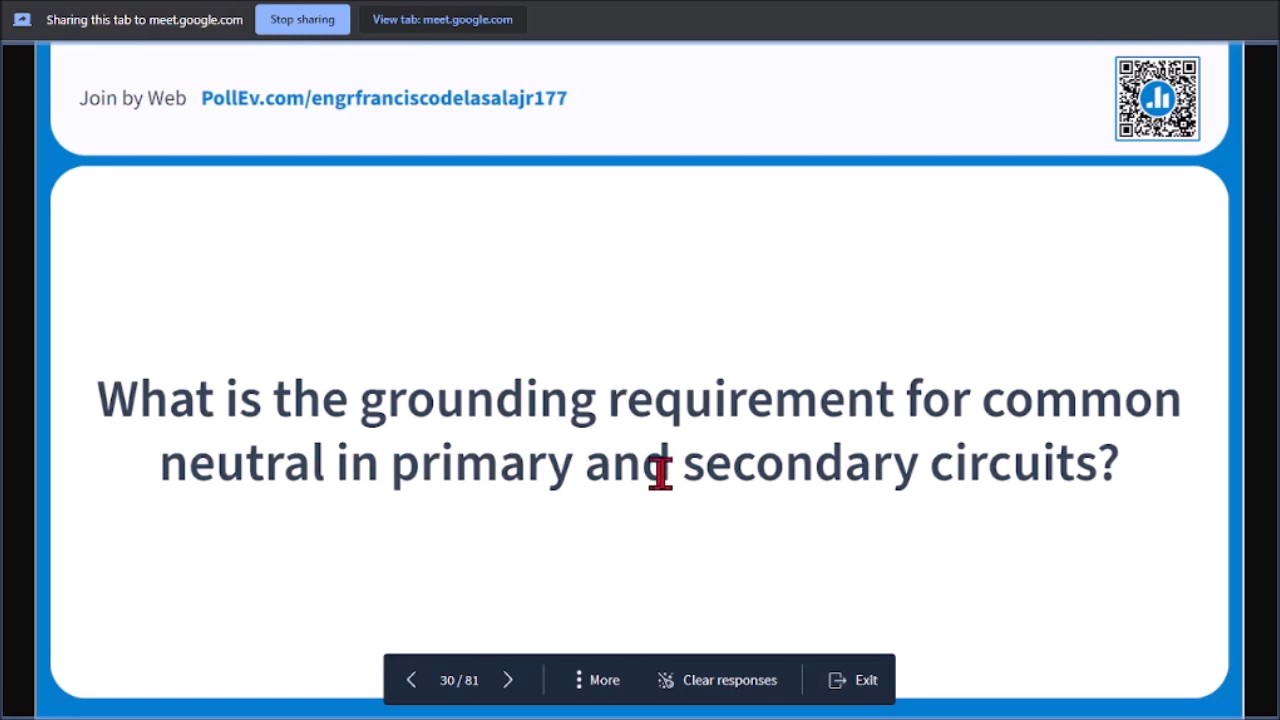 Sharing this tab to meet.google.com Stop sharing View tab: meet.google.com
Join by Web PollEv.com/engrfranciscodelasalajr177
What is the grounding requirement for common
neutral in primary and secondary circuits?
30 / 81 More Clear responses Exit